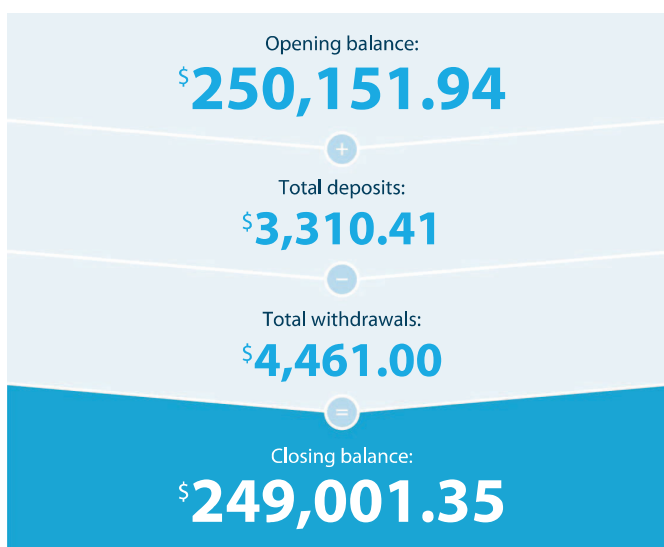 Opening balance:
$250,151.94
+
Total deposits:
$3,310.41
−
Total withdrawals:
$4,461.00
=
Closing balance:
$249,001.35